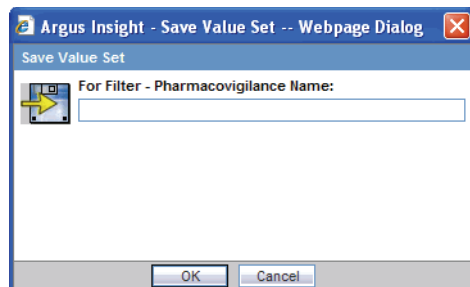 Argus Insight - Save Value Set -- Webpage Dialog
Save Value Set
For Filter - Pharmacovigilance Name:
OK Cancel